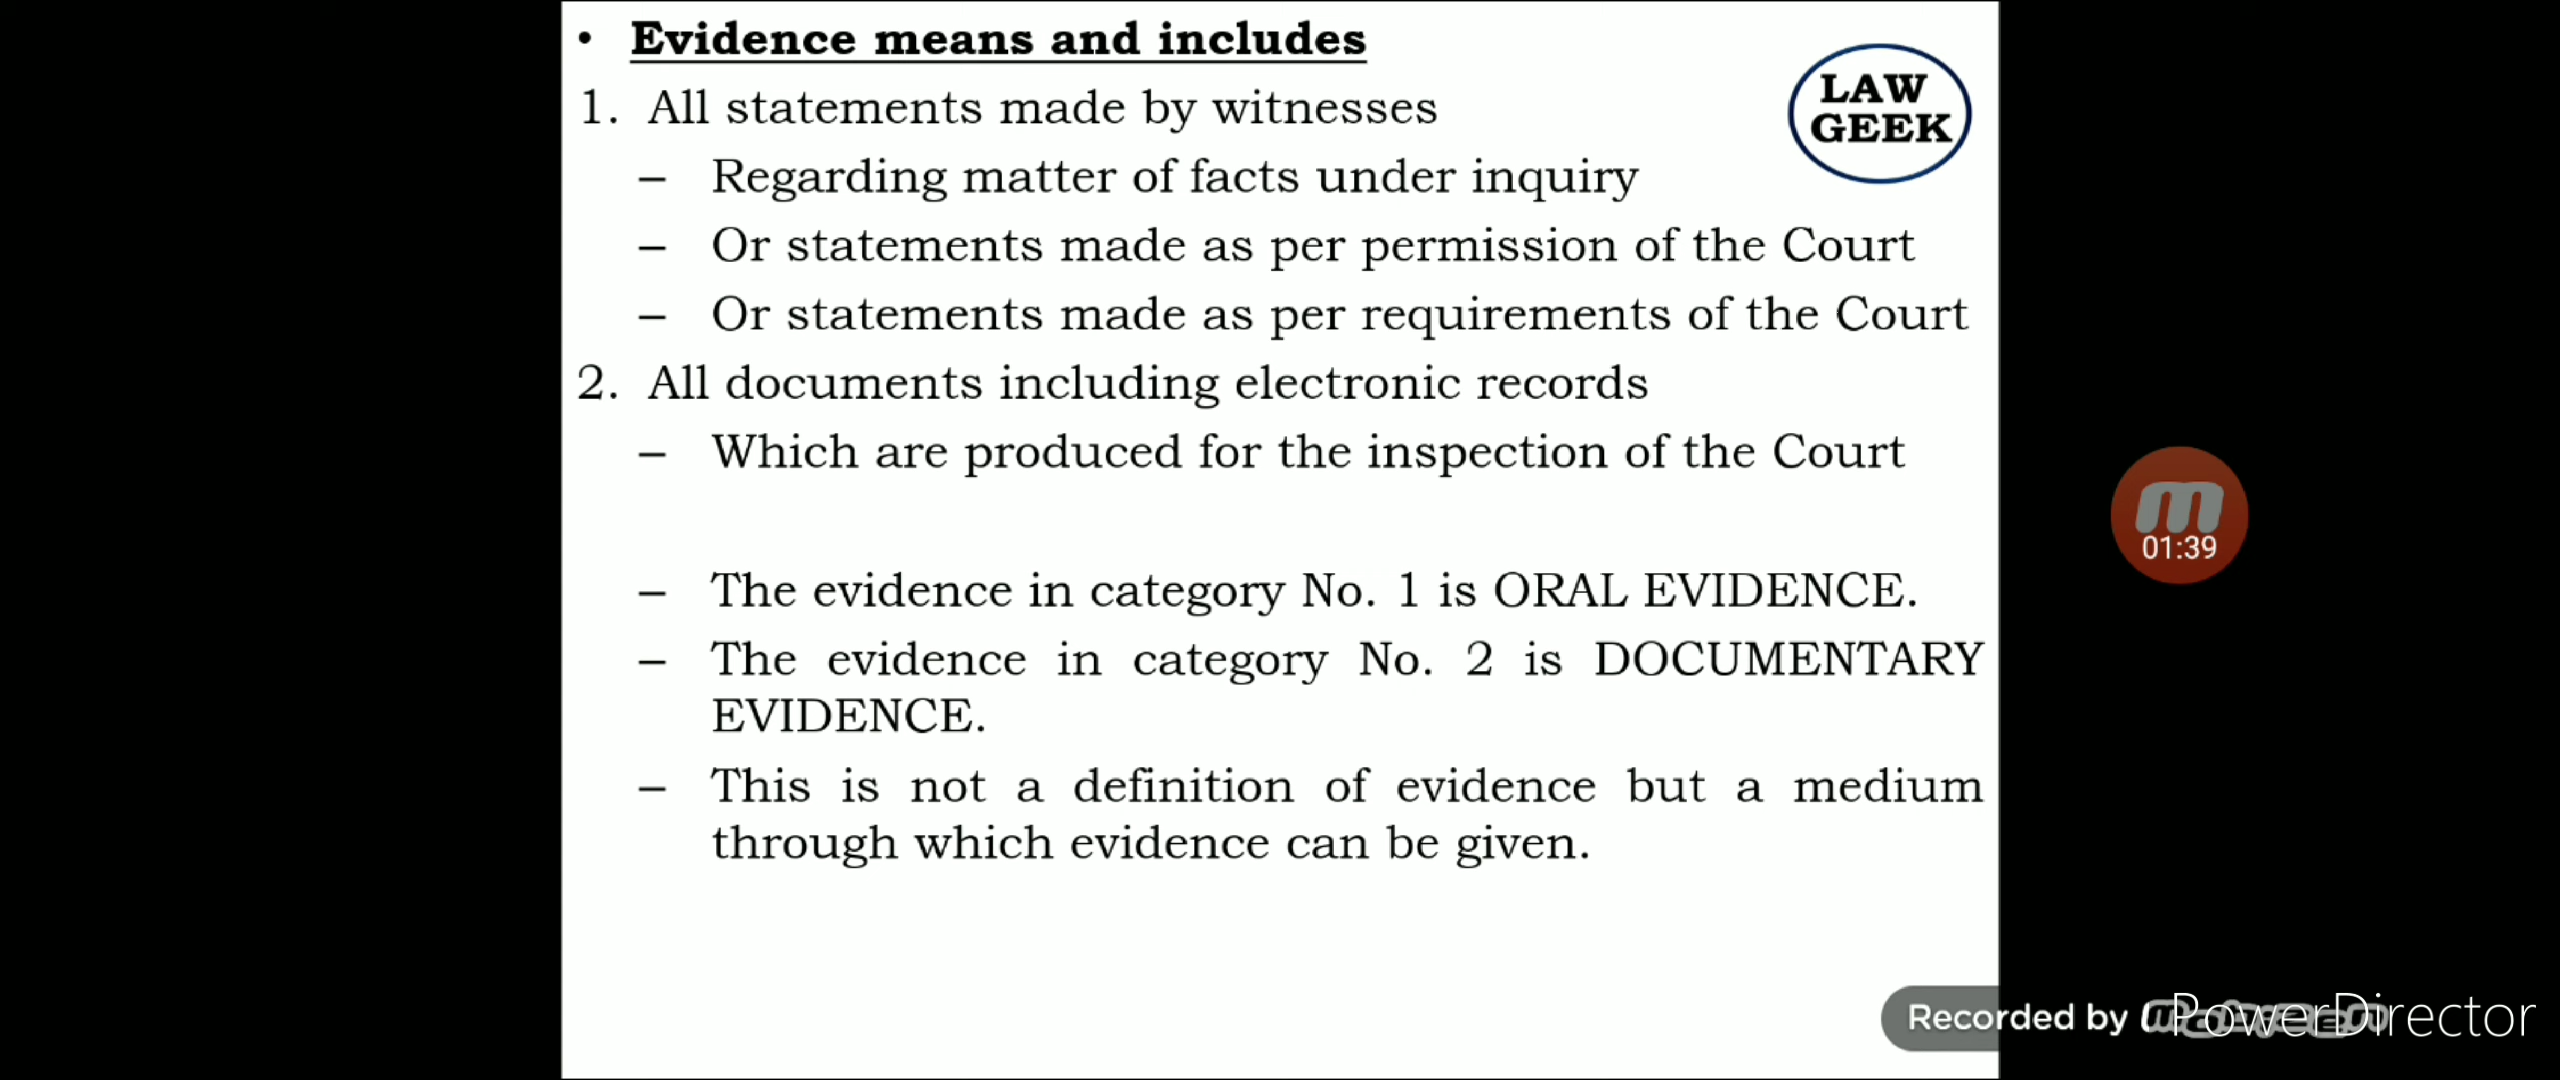 • Evidence means and includes
LAW
GEEK
1. All statements made by witnesses
– Regarding matter of facts under inquiry
– Or statements made as per permission of the Court
– Or statements made as per requirements of the Court
2. All documents including electronic records
– Which are produced for the inspection of the Court
01:39
– The evidence in category No. 1 is ORAL EVIDENCE.
– The evidence in category No. 2 is DOCUMENTARY
EVIDENCE.
– This is not a definition of evidence but a medium
through which evidence can be given.
Recorded by
PowerDirector